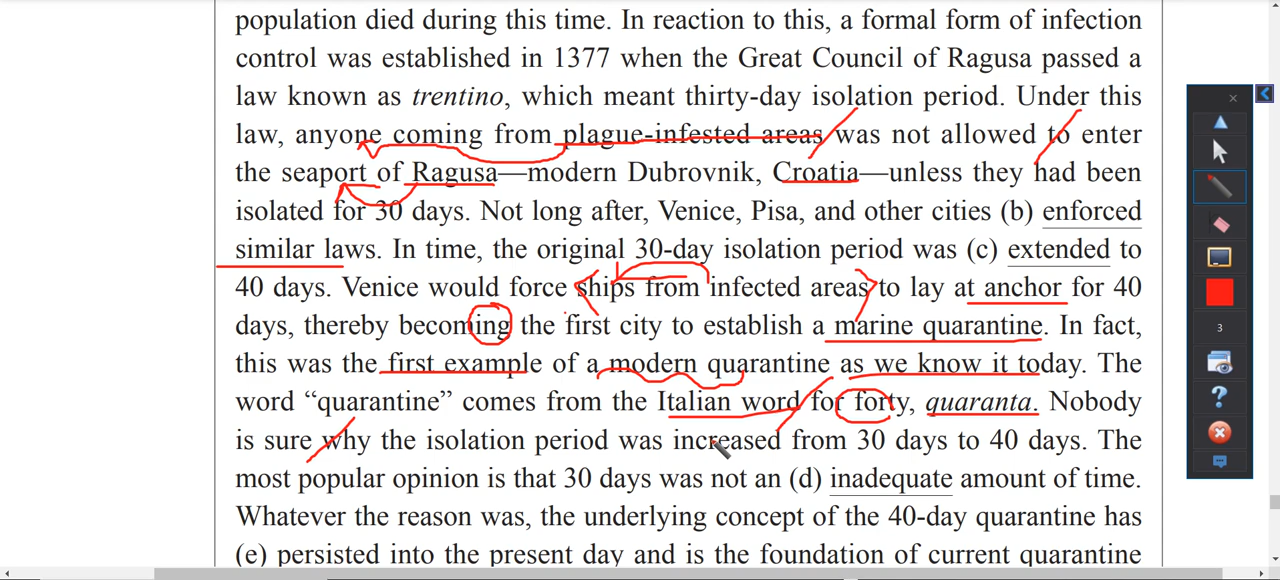 population died during this time. In reaction to this, a formal form of infection
control was established in 1377 when the Great Council of Ragusa passed a
law known as trentino, which meant thirty-day isolation period. Under this
law, anyone coming from plague-infested areas was not allowed to enter
the seaport of Ragusa—modern Dubrovnik, Croatia—unless they had been
isolated for 30 days. Not long after, Venice, Pisa, and other cities (b) enforced
similar laws. In time, the original 30-day isolation period was (c) extended to
40 days. Venice would force ships from infected areas to lay at anchor for 40
days, thereby becoming the first city to establish a marine quarantine. In fact,
this was the first example of a modern quarantine as we know it today. The
word “quarantine” comes from the Italian word for forty, quaranta. Nobody
is sure why the isolation period was increased from 30 days to 40 days. The
most popular opinion is that 30 days was not an (d) inadequate amount of time.
Whatever the reason was, the underlying concept of the 40-day quarantine has
(e) persisted into the present day and is the foundation of current quarantine
3